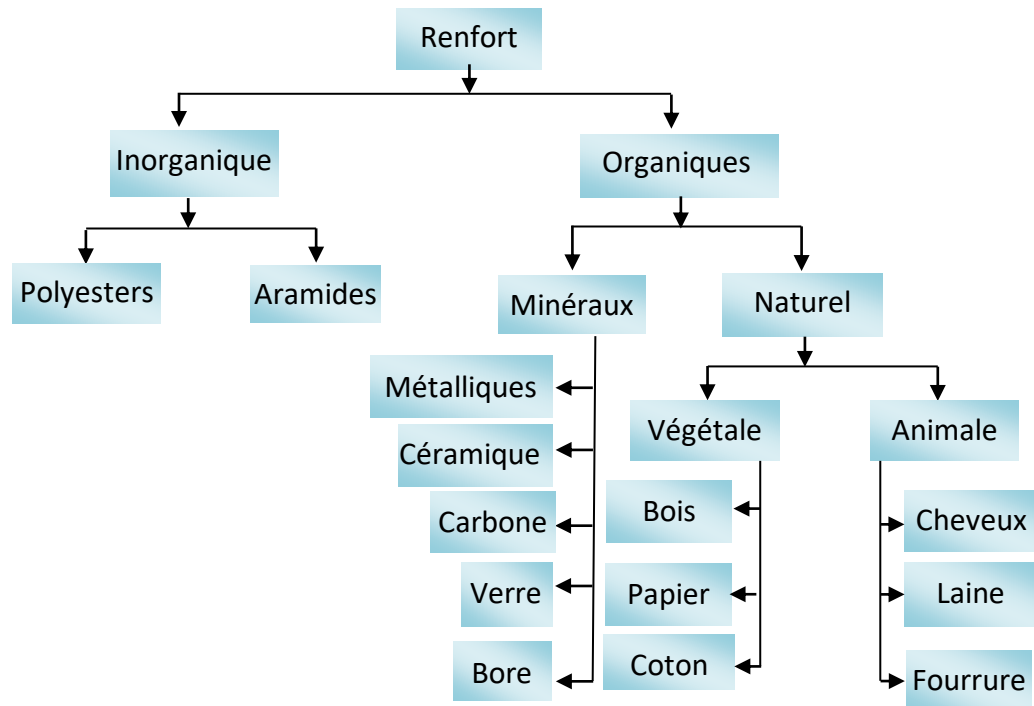 Renfort
Inorganique
Organiques
Polyesters
Aramides
Minéraux
Naturel
Métalliques
Céramique
Carbone
Verre
Bore
Végétale
Animale
Bois
Papier
Coton
Cheveux
Laine
Fourrure